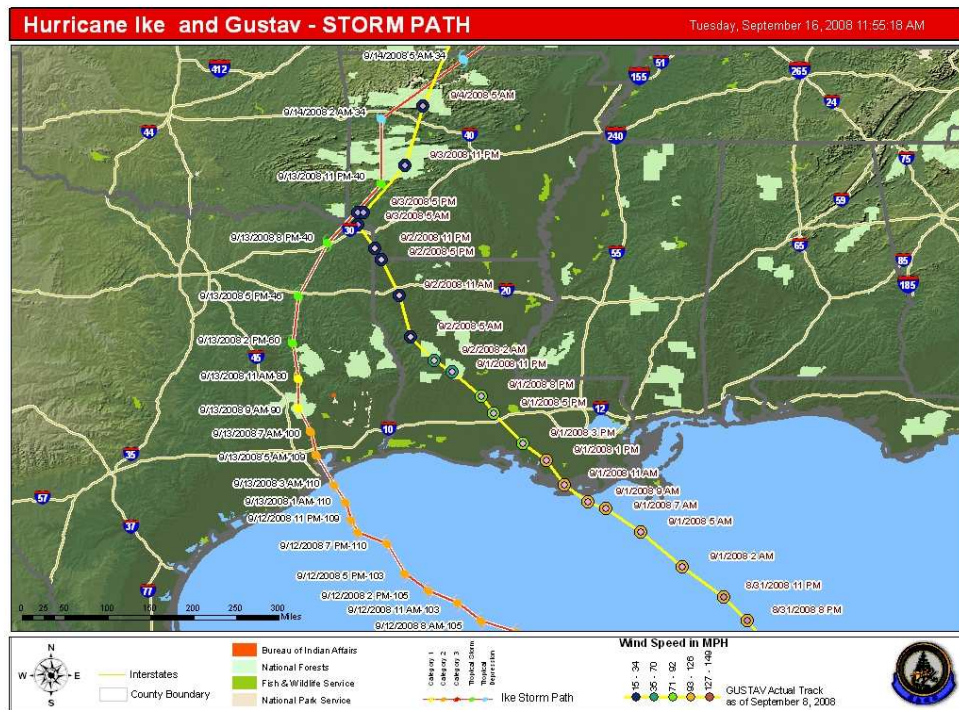 Hurricane Ike and Gustav - STORM PATH
Tuesday, September 16, 2008 11:55:18 AM
9/14/2008 5 AM-34
412
51
155
265
9/4/2008 5 AM
24
9/14/2008 2 AM-34
44
40
240
9/3/2008 11 PM
75
9/13/2008 11 PM-40
9/3/2008 5 PM
59
9/3/2008 5 AM
30
9/13/2008 8 PM-40
9/2/2008 11 PM
9/2/2008 5 PM
55
65
85
9/2/2008-11 AM
20
185
9/13/2008 5 PM-46
9/2/2008 5 AM
9/13/2008 2 PM-60
9/2/2008-2 AM
45
9/1/2008 11 PM
9/13/2008 11 AM-80
9/1/2008 8 PM
9/1/2008 5 PM
12
9/13/2008 9 AM-90
10
9/13/2008 7 AM-100
9/1/2008 3 PM
9/1/2008 1 PM
35
9/13/2008 5 AM-109
9/1/2008 11 AM
9/13/2008 3 AM-110
9/1/2008 9 AM
57
9/13/2008 1 AM-110
9/1/2008 7 AM
9/12/2008 11 PM-109
9/1/2008 5 AM
37
9/12/2008 7 PM-110
9/1/2008 2 AM
9/12/2008 5 PM-103
77
9/12/2008 2 PM-105
8/31/2008 11 PM
9/12/2008 11 AM-103
8/31/2008 8 PM
9/12/2008 8 AM-105
0 25 50 100 150 200 250 300
Miles
N
W E
S
Interstates
County Boundary
Bureau of Indian Affairs
National Forests
Fish & Wildlife Service
National Park Service
Category 1
Category 2
Category 3
Tropical Storm
Tropical Depression
Ike Storm Path
Wind Speed in MPH
15 - 34
35 - 70
71 - 92
93 - 126
127 - 149
GUSTAV Actual Track
as of September 8, 2008